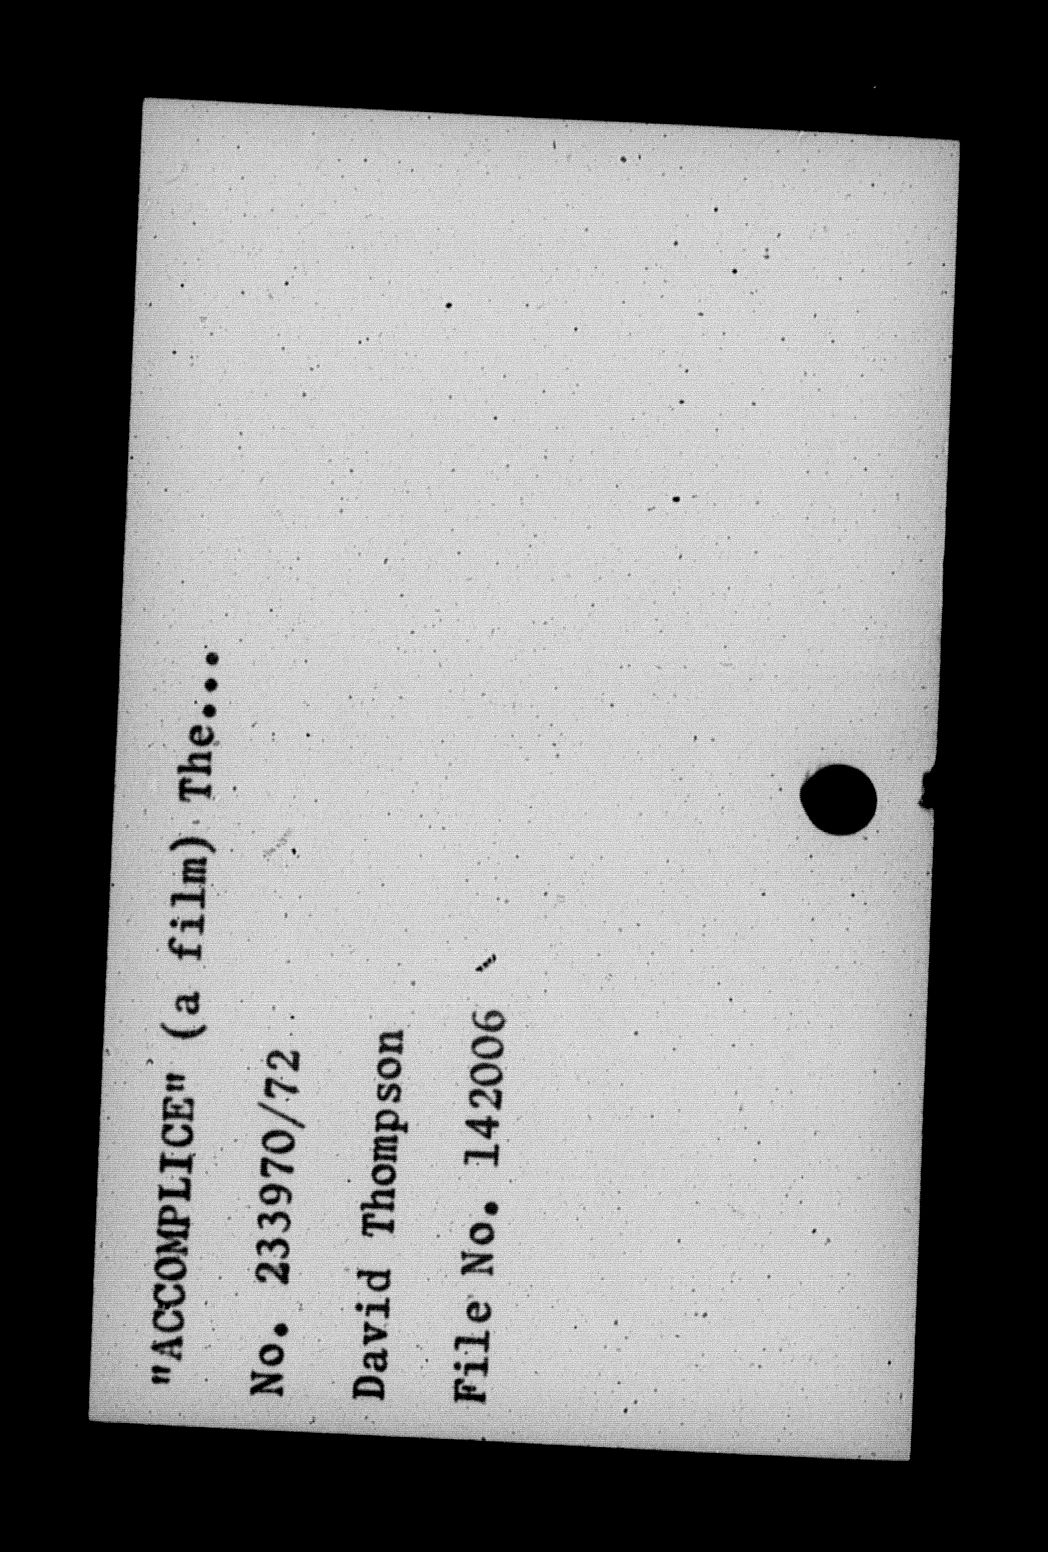 "ACCOMPLICE" (a film) The...
No. 233970/72
David Thompson
File No. 142006